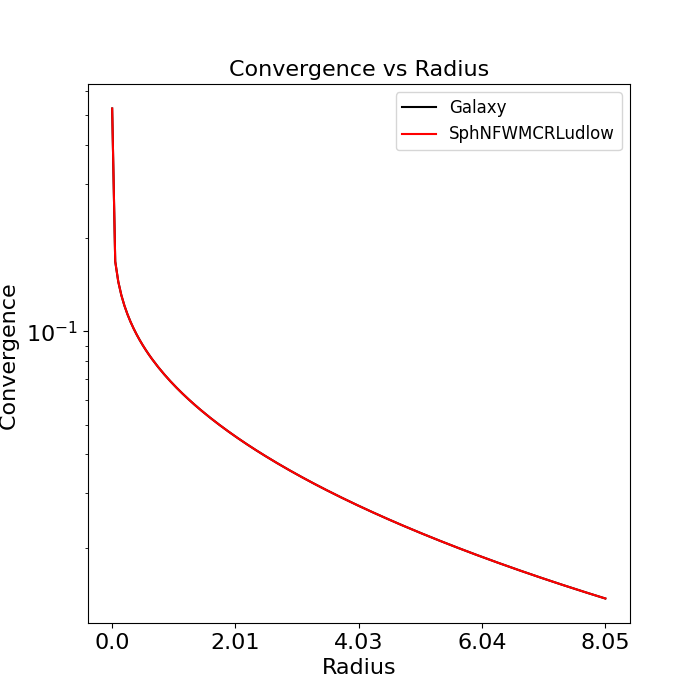 Convergence vs Radius
Galaxy
SphNFWMCRLudlow
Convergence
10⁻¹
0.0 2.01 4.03 6.04 8.05
Radius